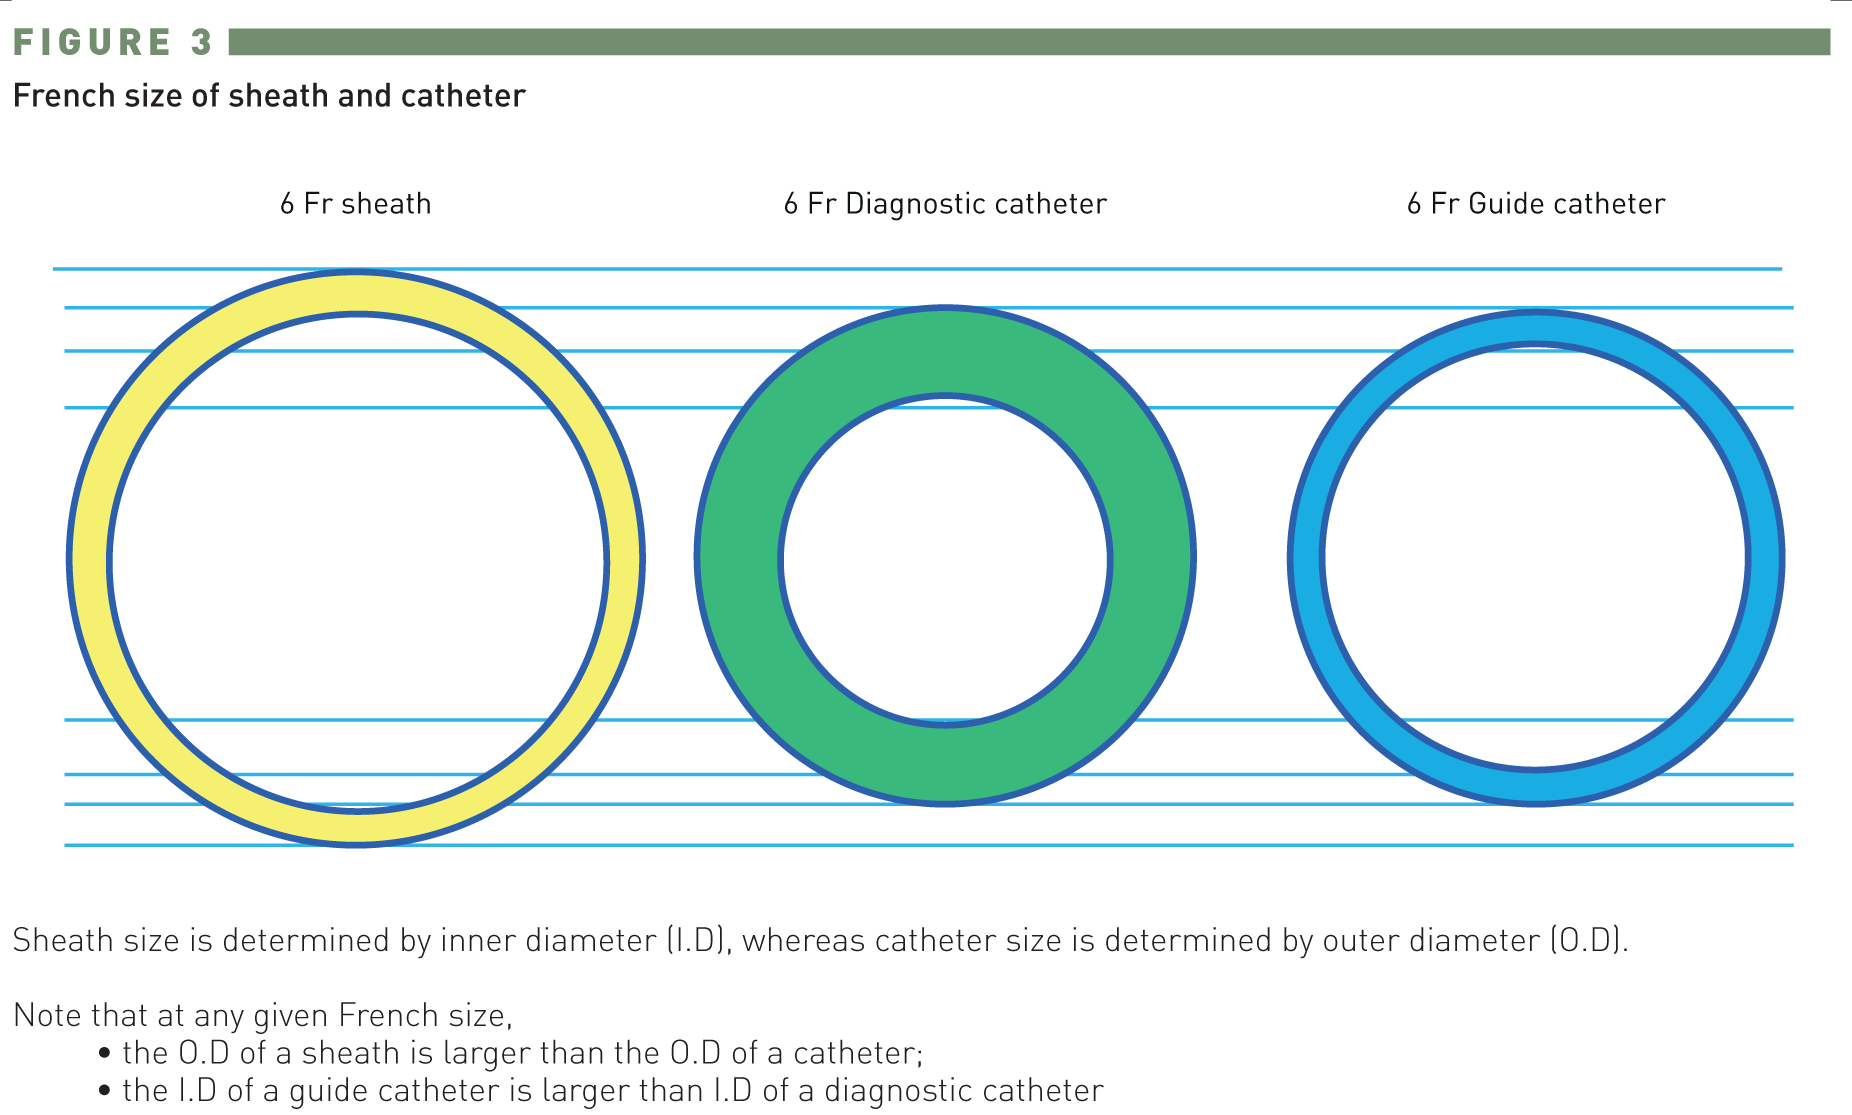 FIGURE 3
French size of sheath and catheter
6 Fr sheath
6 Fr Diagnostic catheter
6 Fr Guide catheter
Sheath size is determined by inner diameter (I.D), whereas catheter size is determined by outer diameter (O.D).
Note that at any given French size,
• the O.D of a sheath is larger than the O.D of a catheter;
• the I.D of a guide catheter is larger than I.D of a diagnostic catheter